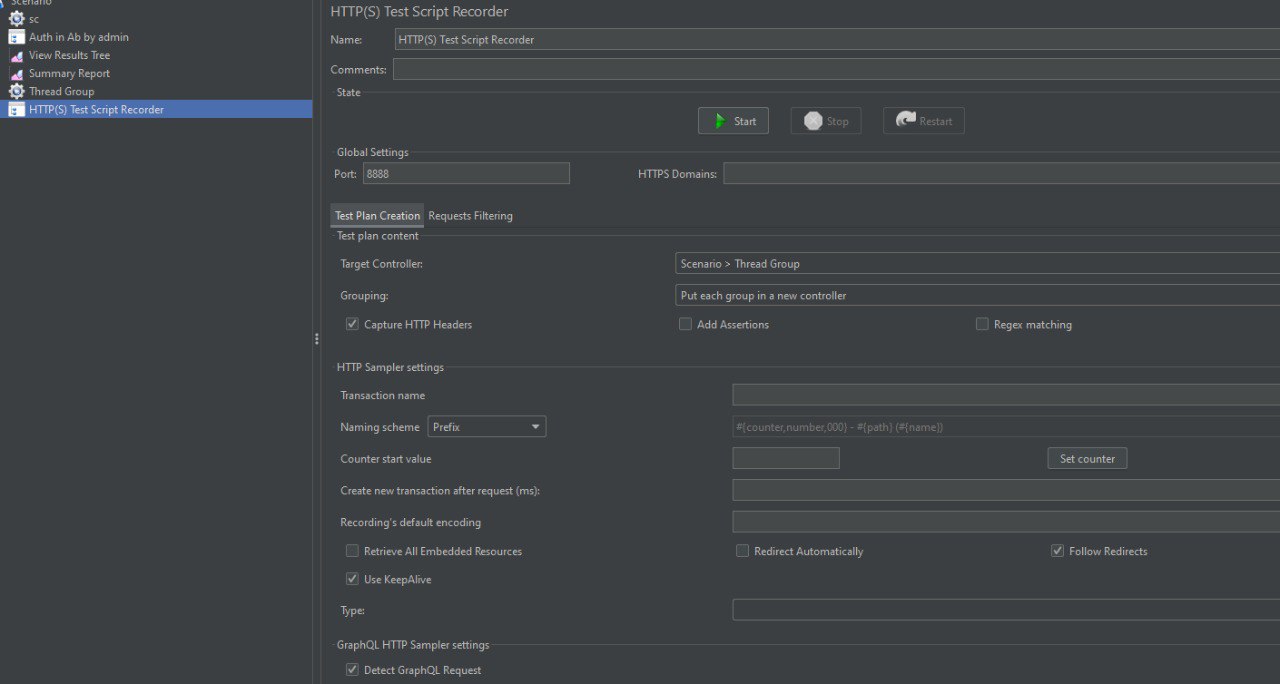 Scenario
sc
Auth in Ab by admin
View Results Tree
Summary Report
Thread Group
HTTP(S) Test Script Recorder
HTTP(S) Test Script Recorder
Name: HTTP(S) Test Script Recorder
Comments:
State
Start Stop Restart
Global Settings
Port: 8888 HTTPS Domains:
Test Plan Creation Requests Filtering
Test plan content
Target Controller: Scenario > Thread Group
Grouping: Put each group in a new controller
Capture HTTP Headers Add Assertions Regex matching
HTTP Sampler settings
Transaction name
Naming scheme Prefix #{counter,number,000} - #{path} (#{name})
Counter start value Set counter
Create new transaction after request (ms):
Recording's default encoding
Retrieve All Embedded Resources Redirect Automatically Follow Redirects
Use KeepAlive
Type:
GraphQL HTTP Sampler settings
Detect GraphQL Request